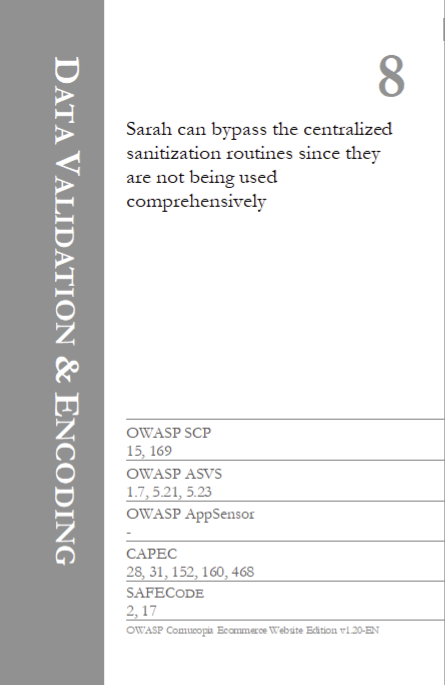 DATA VALIDATION & ENCODING
8
Sarah can bypass the centralized
sanitization routines since they
are not being used
comprehensively
OWASP SCP
15, 169
OWASP ASVS
1.7, 5.21, 5.23
OWASP AppSensor
-
CAPEC
28, 31, 152, 160, 468
SAFECODE
2, 17
OWASP Cornucopia Ecommerce Website Edition v1.20-EN